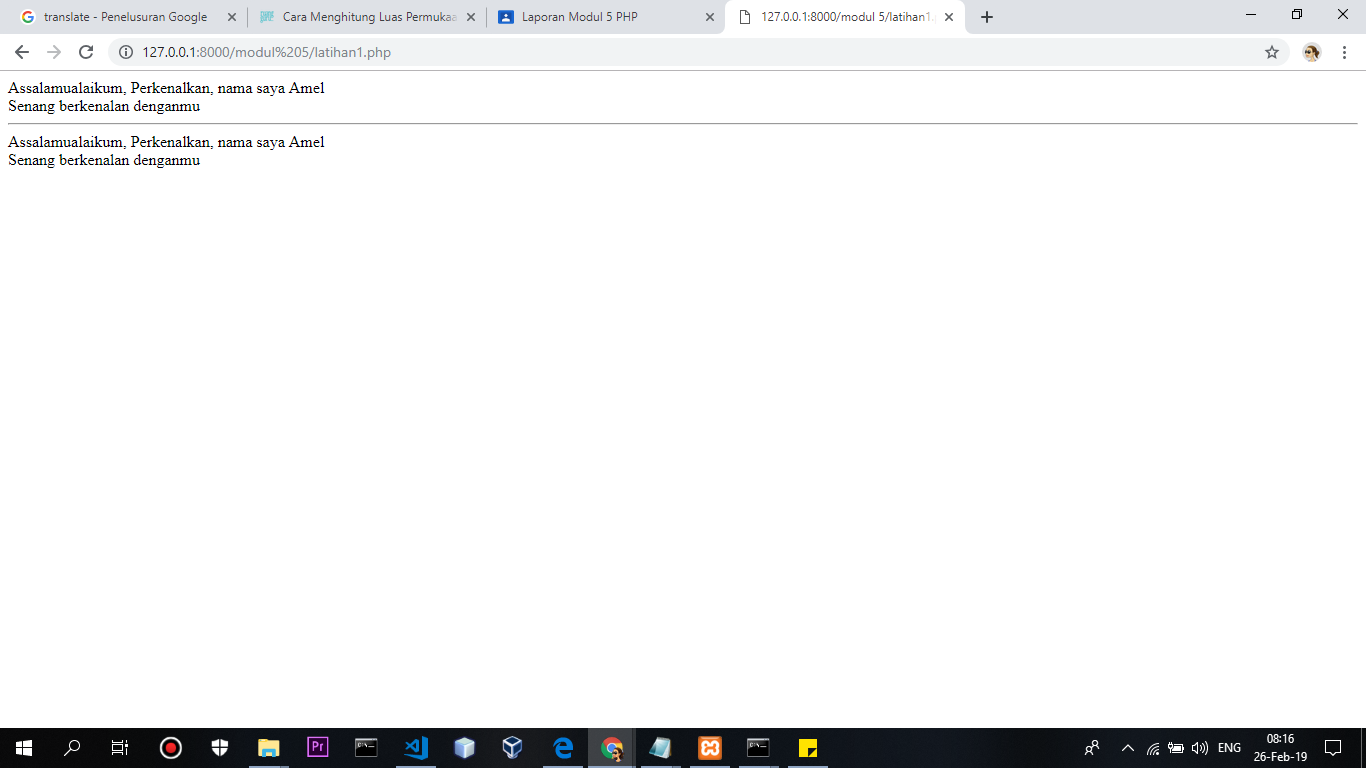 translate - Penelusuran Google
Cara Menghitung Luas Permukaa
Laporan Modul 5 PHP
127.0.0.1:8000/modul 5/latihan1.
127.0.0.1:8000/modul%205/latihan1.php
Assalamualaikum, Perkenalkan, nama saya Amel
Senang berkenalan denganmu
Assalamualaikum, Perkenalkan, nama saya Amel
Senang berkenalan denganmu
Pr
ENG
08:16
26-Feb-19